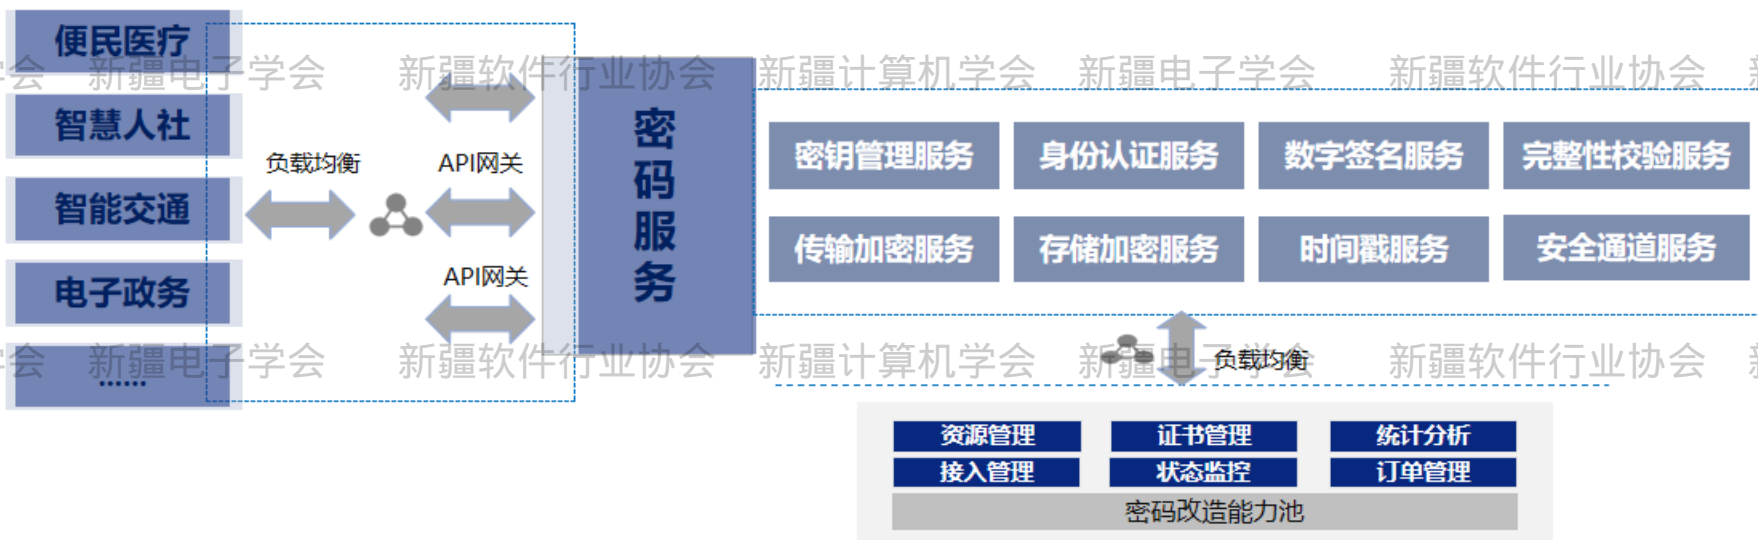 便民医疗
智慧人社
智能交通
电子政务
......
负载均衡
API网关
API网关
密码服务
密钥管理服务
身份认证服务
数字签名服务
完整性校验服务
传输加密服务
存储加密服务
时间戳服务
安全通道服务
负载均衡
资源管理
证书管理
统计分析
接入管理
状态监控
订单管理
密码改造能力池
会 新疆电子学会 新疆软件行业协会 新疆计算机学会 新疆电子学会 新疆软件行业协会
会 新疆电子学会 新疆软件行业协会 新疆计算机学会 新疆电子学会 新疆软件行业协会